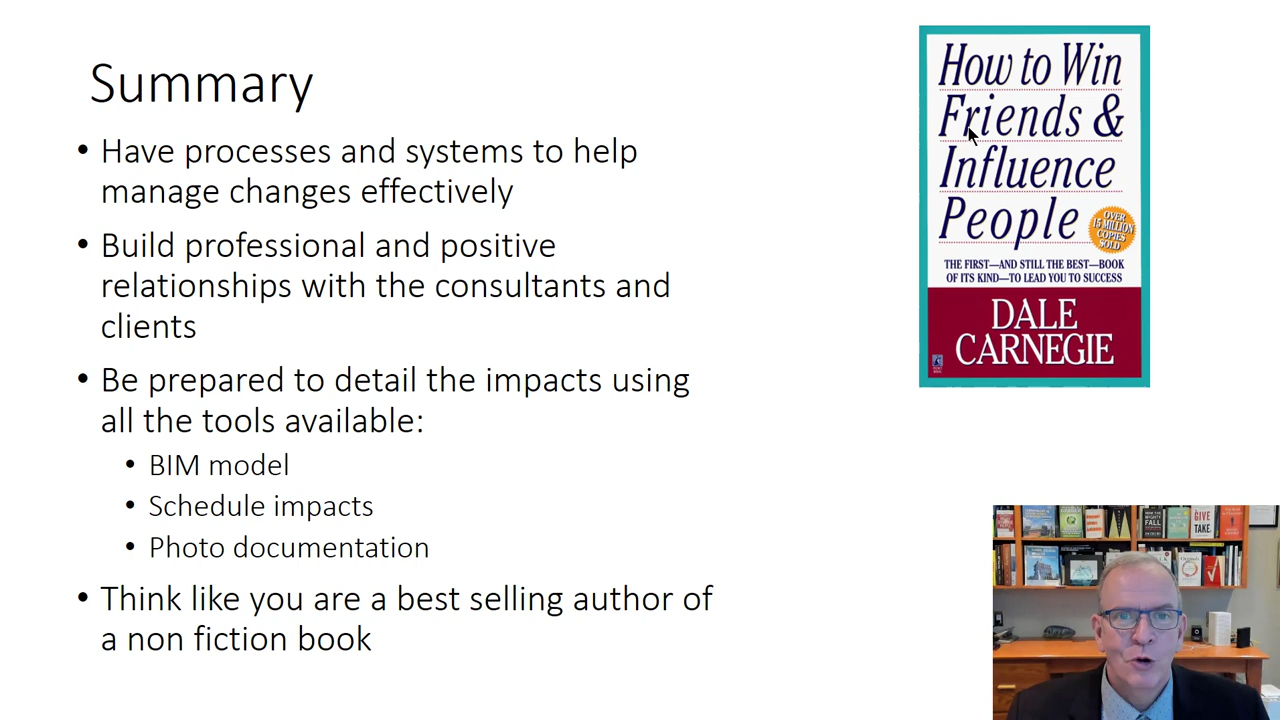 Summary
• Have processes and systems to help
manage changes effectively
• Build professional and positive
relationships with the consultants and
clients
• Be prepared to detail the impacts using
all the tools available:
• BIM model
• Schedule impacts
• Photo documentation
• Think like you are a best selling author of
a non fiction book
How to Win
Friends &
Influence
People
OVER
15 MILLION
COPIES
SOLD
THE FIRST—AND STILL THE BEST—BOOK
OF ITS KIND—TO LEAD YOU TO SUCCESS
DALE
CARNEGIE
GIVE
TAKE
FALL